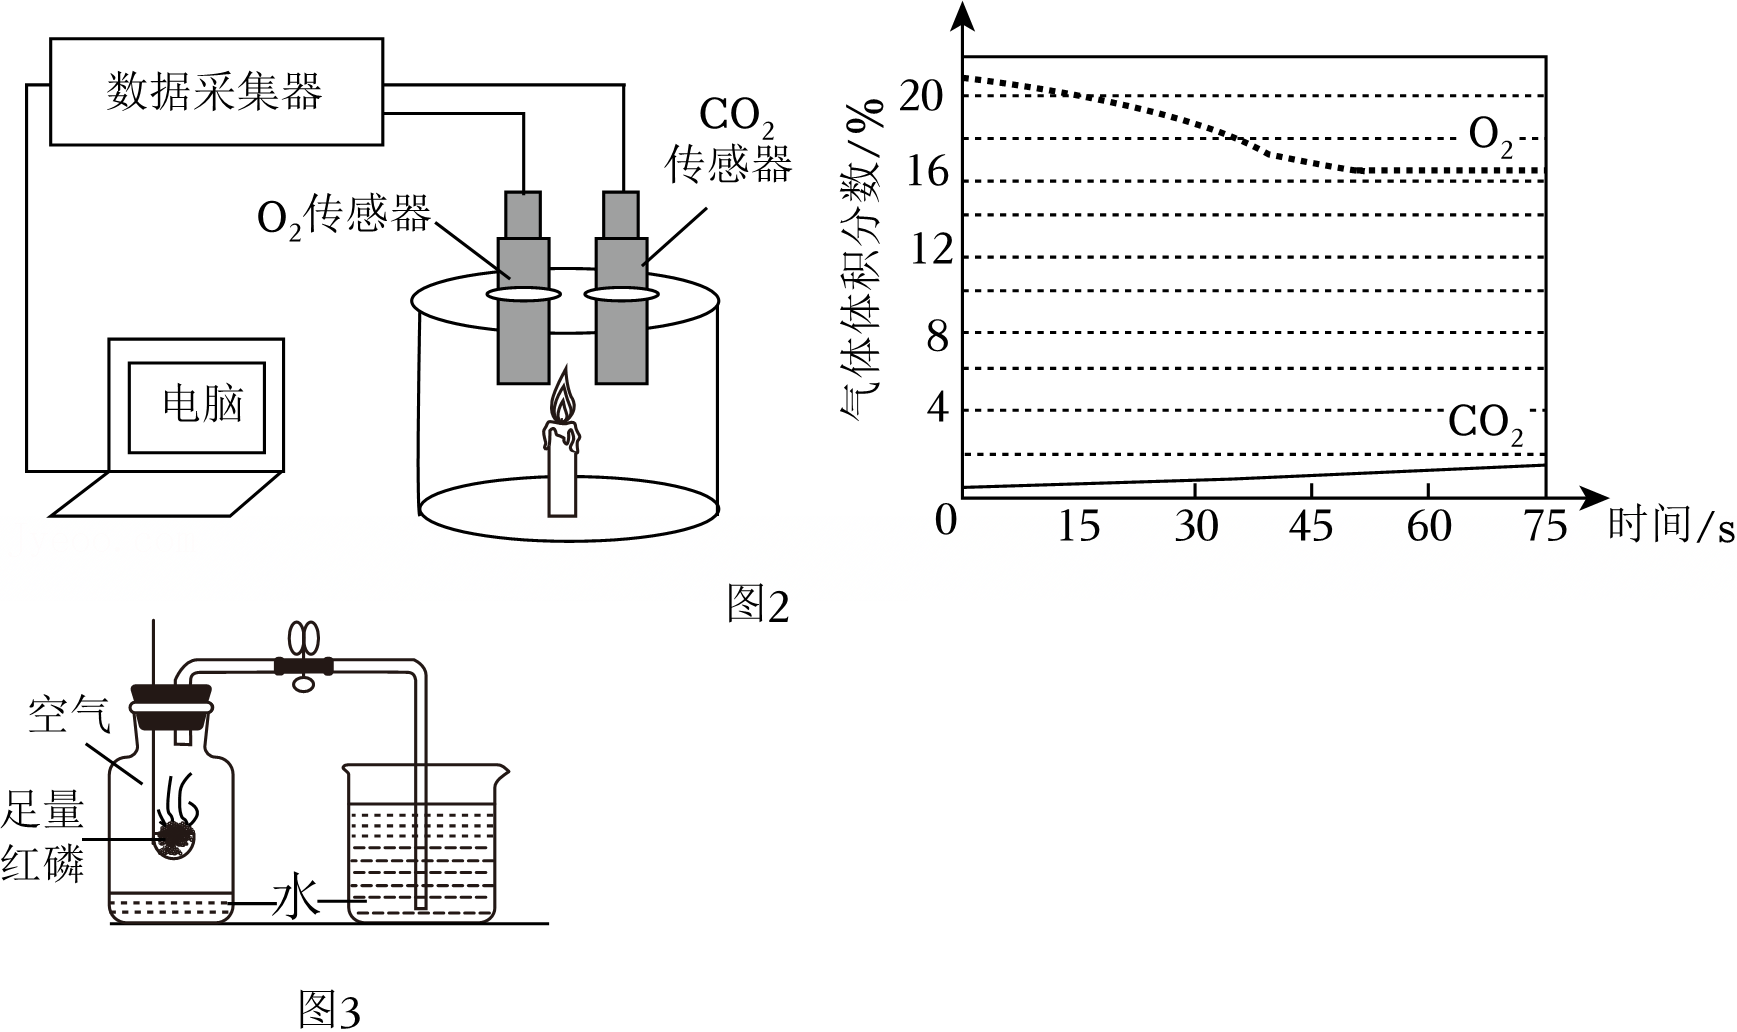 数据采集器
O₂传感器
CO₂
传感器
电脑
气体体积分数/%
20
16
12
8
4
0
O₂
CO₂
15 30 45 60 75 时间/s
图2
空气
足量
红磷
水
图3